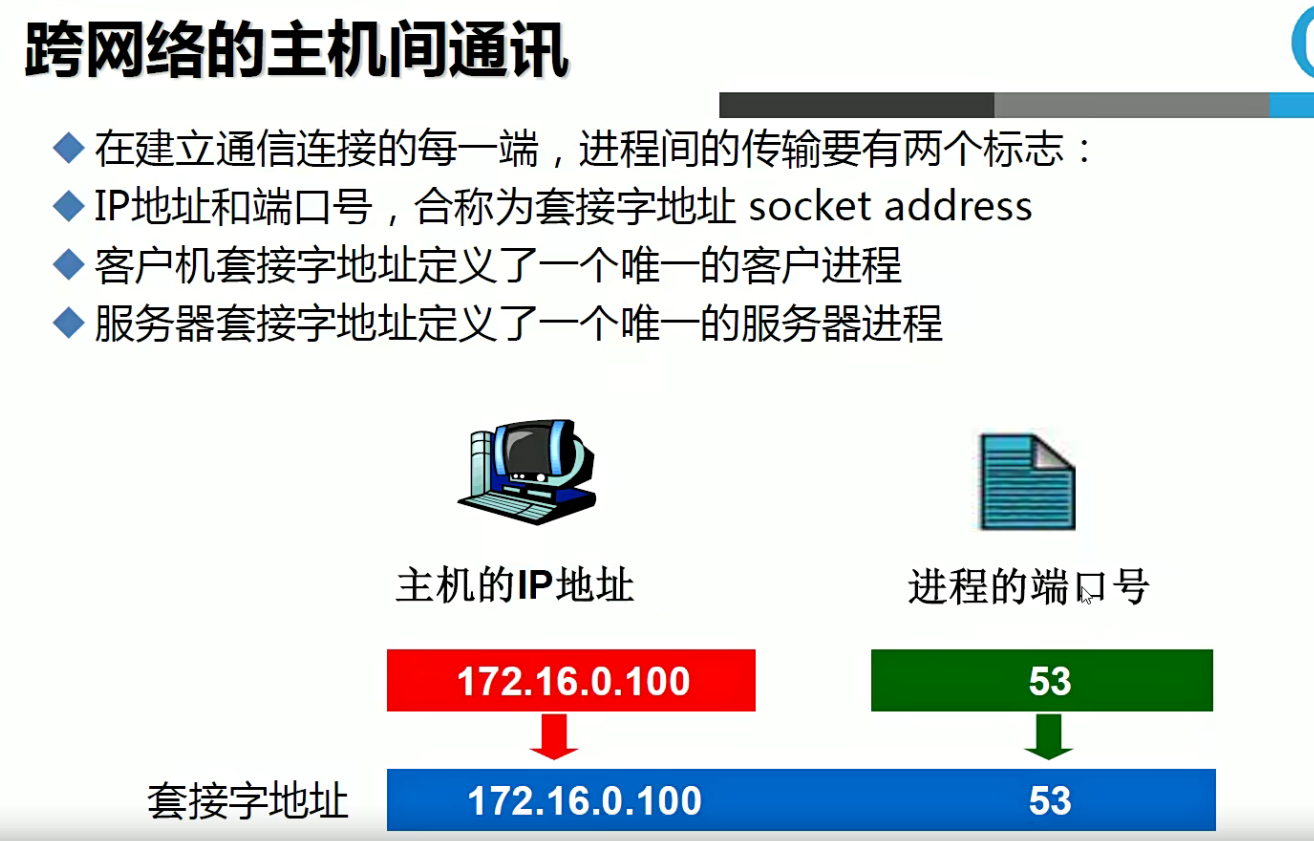 跨网络的主机间通讯
在建立通信连接的每一端，进程间的传输要有两个标志：
IP地址和端口号，合称为套接字地址 socket address
客户机套接字地址定义了一个唯一的客户进程
服务器套接字地址定义了一个唯一的服务器进程
主机的IP地址 进程的端口号
172.16.0.100 53
套接字地址 172.16.0.100 53